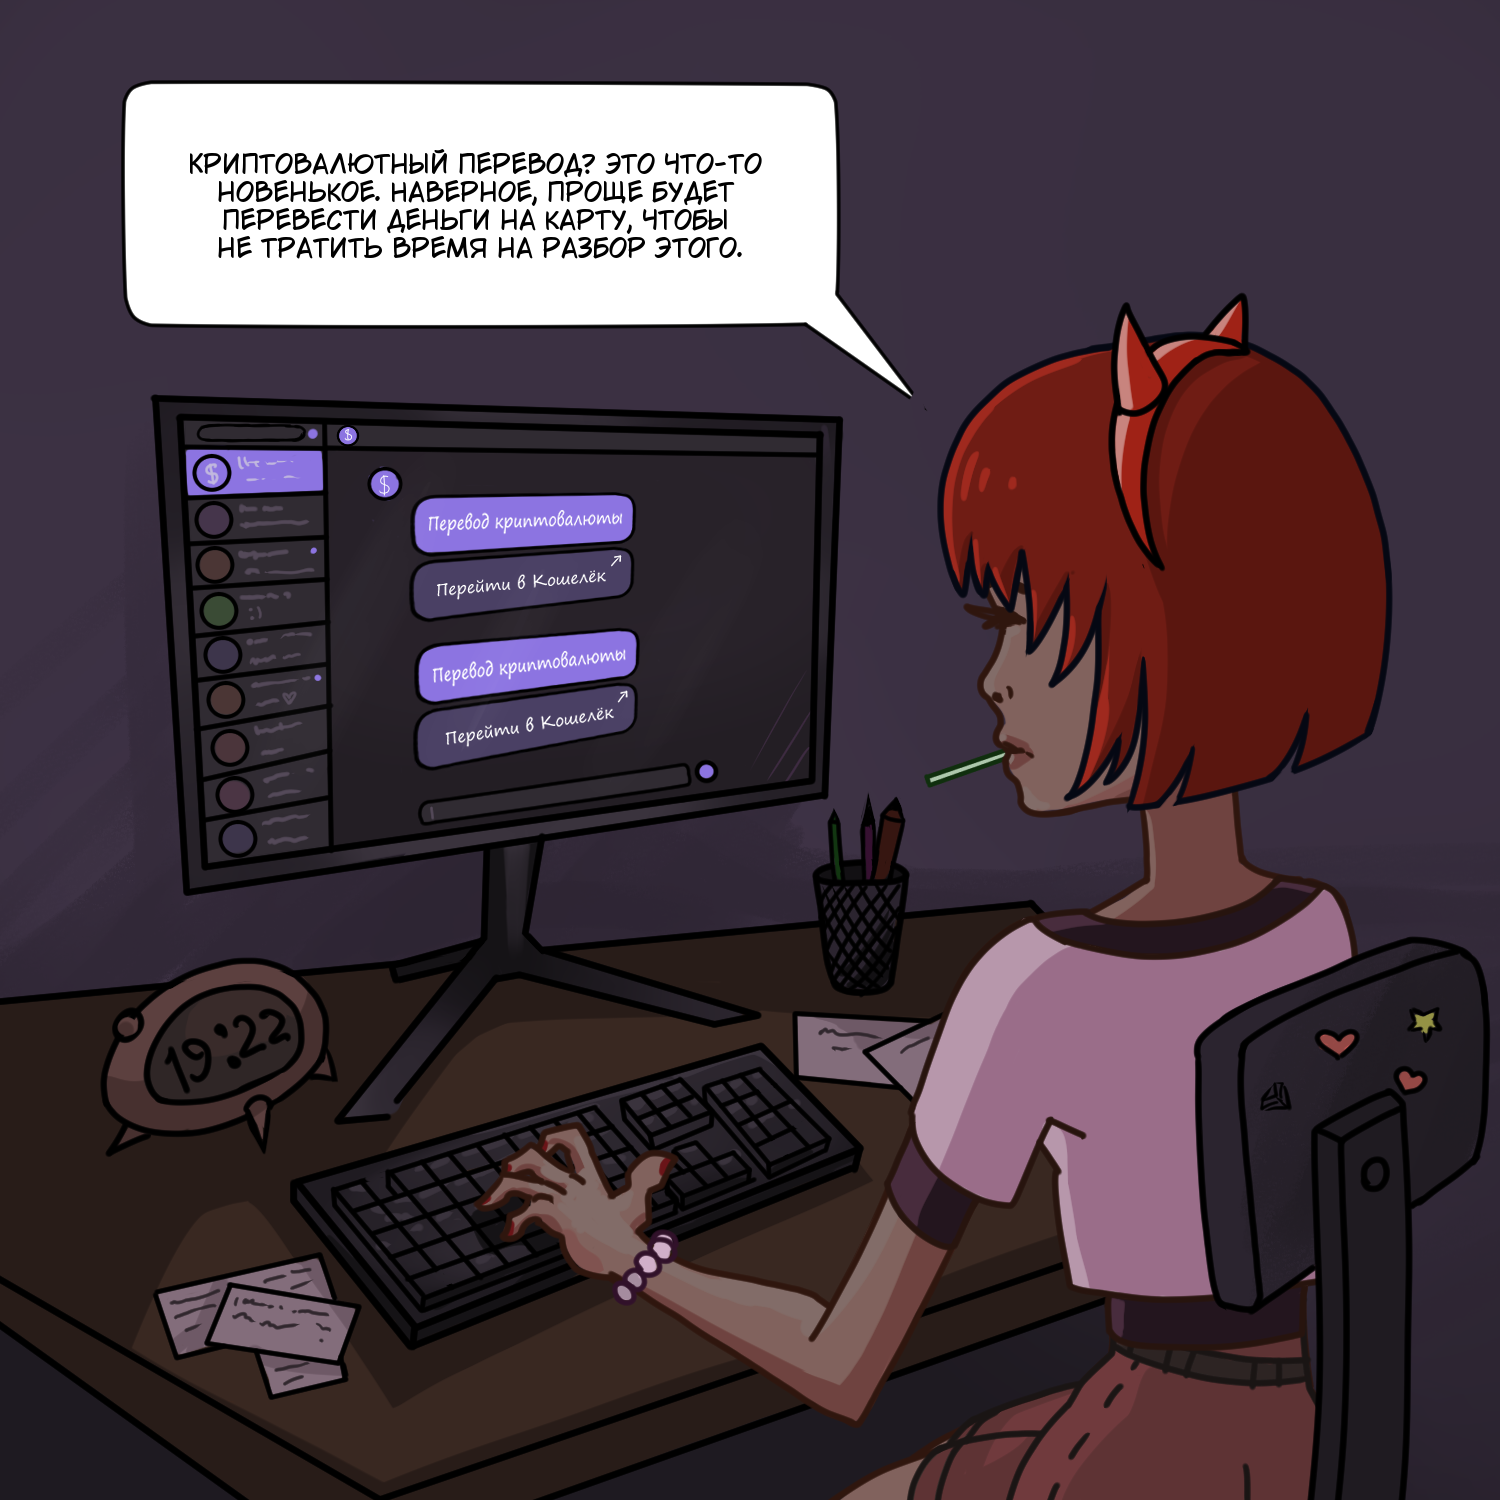 КРИПТОВАЛЮТНЫЙ ПЕРЕВОД? ЭТО ЧТО-ТО
НОВЕНЬКОЕ. НАВЕРНОЕ, ПРОЩЕ БУДЕТ
ПЕРЕВЕСТИ ДЕНЬГИ НА КАРТУ, ЧТОБЫ
НЕ ТРАТИТЬ ВРЕМЯ НА РАЗБОР ЭТОГО.
$
$
$
Перевод криптовалюты
Перейти в Кошелёк
:)
Перевод криптовалюты
Перейти в Кошелёк
19:22